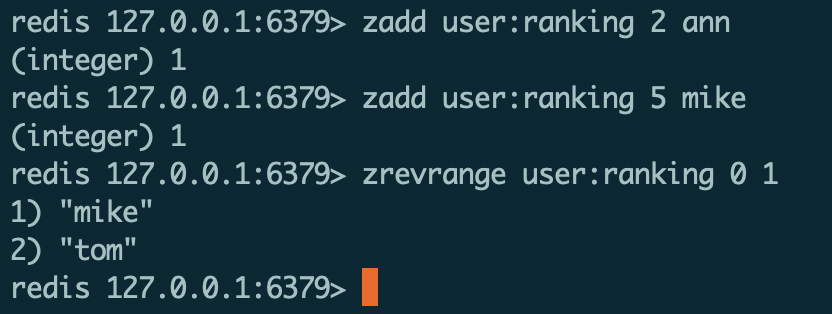 redis 127.0.0.1:6379> zadd user:ranking 2 ann
(integer) 1
redis 127.0.0.1:6379> zadd user:ranking 5 mike
(integer) 1
redis 127.0.0.1:6379> zrevrange user:ranking 0 1
1) "mike"
2) "tom"
redis 127.0.0.1:6379>